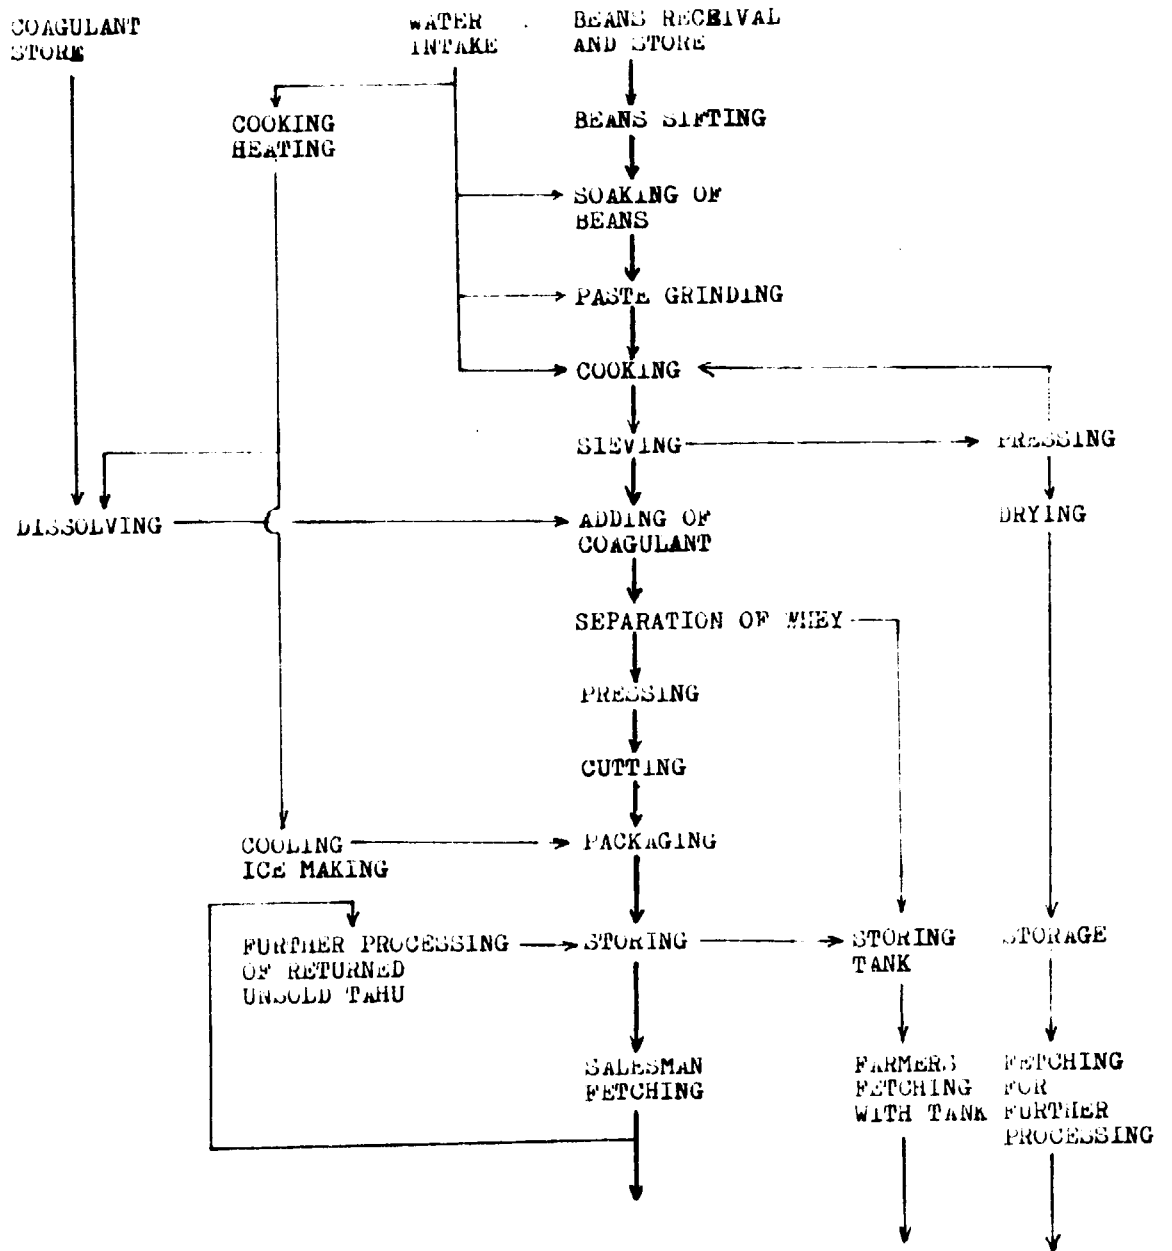 COAGULANT
STORE
WATER
INTAKE
BEANS RECEIVAL
AND STORE
COOKING
HEATING
BEANS SIFTING
SOAKING OF
BEANS
PASTE GRINDING
COOKING
SIEVING
PRESSING
DISSOLVING
ADDING OF
COAGULANT
DRYING
SEPARATION OF WHEY
PRESSING
CUTTING
COOLING
ICE MAKING
PACKAGING
FURTHER PROCESSING
OF RETURNED
UNSOLD TAHU
STORING
STORING
TANK
STORAGE
SALESMAN
FETCHING
FARMERS
FETCHING
WITH TANK
FETCHING
FOR
FURTHER
PROCESSING